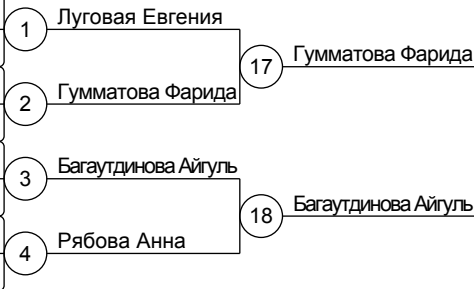 1 Луговая Евгения
17 Гумматова Фарида
2 Гумматова Фарида
3 Багаутдинова Айгуль
18 Багаутдинова Айгуль
4 Рябова Анна